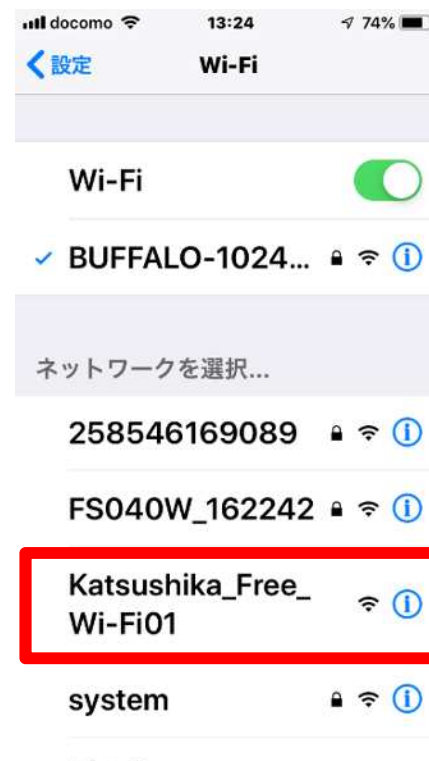 docomo 13:24 74%
設定 Wi-Fi
Wi-Fi
BUFFALO-1024...
ネットワークを選択...
258546169089
FS040W_162242
Katsushika_Free_
Wi-Fi01
system